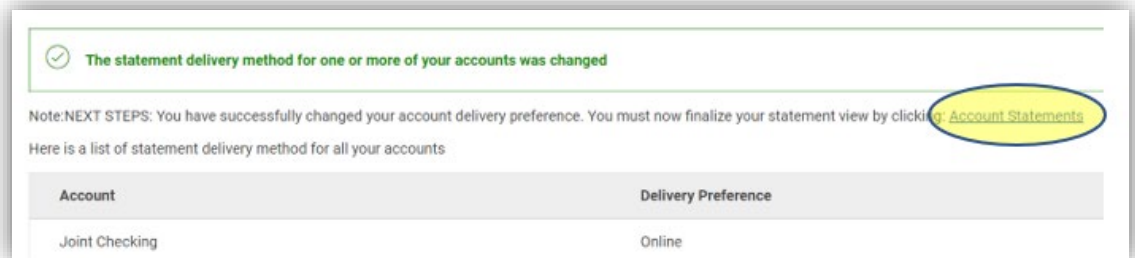 The statement delivery method for one or more of your accounts was changed
Note:NEXT STEPS: You have successfully changed your account delivery preference. You must now finalize your statement view by clicking: Account Statements
Here is a list of statement delivery method for all your accounts
Account Delivery Preference
Joint Checking Online